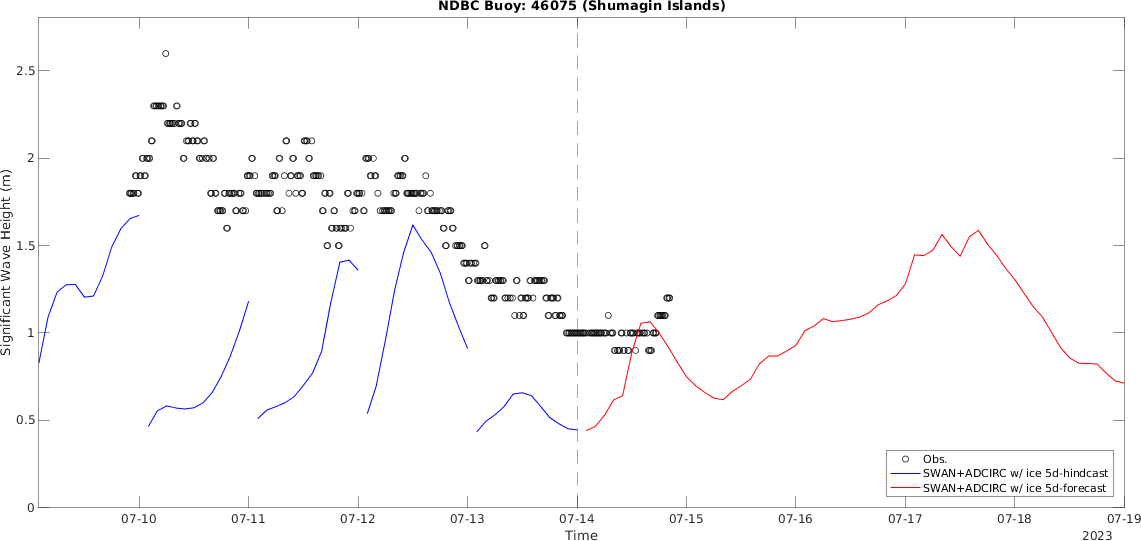 NDBC Buoy: 46075 (Shumagin Islands)
2.5
2
1.5
1
0.5
0
Significant Wave Height (m)
Obs.
SWAN+ADCIRC w/ ice 5d-hindcast
SWAN+ADCIRC w/ ice 5d-forecast
07-10 07-11 07-12 07-13 07-14 07-15 07-16 07-17 07-18 07-19
Time
2023